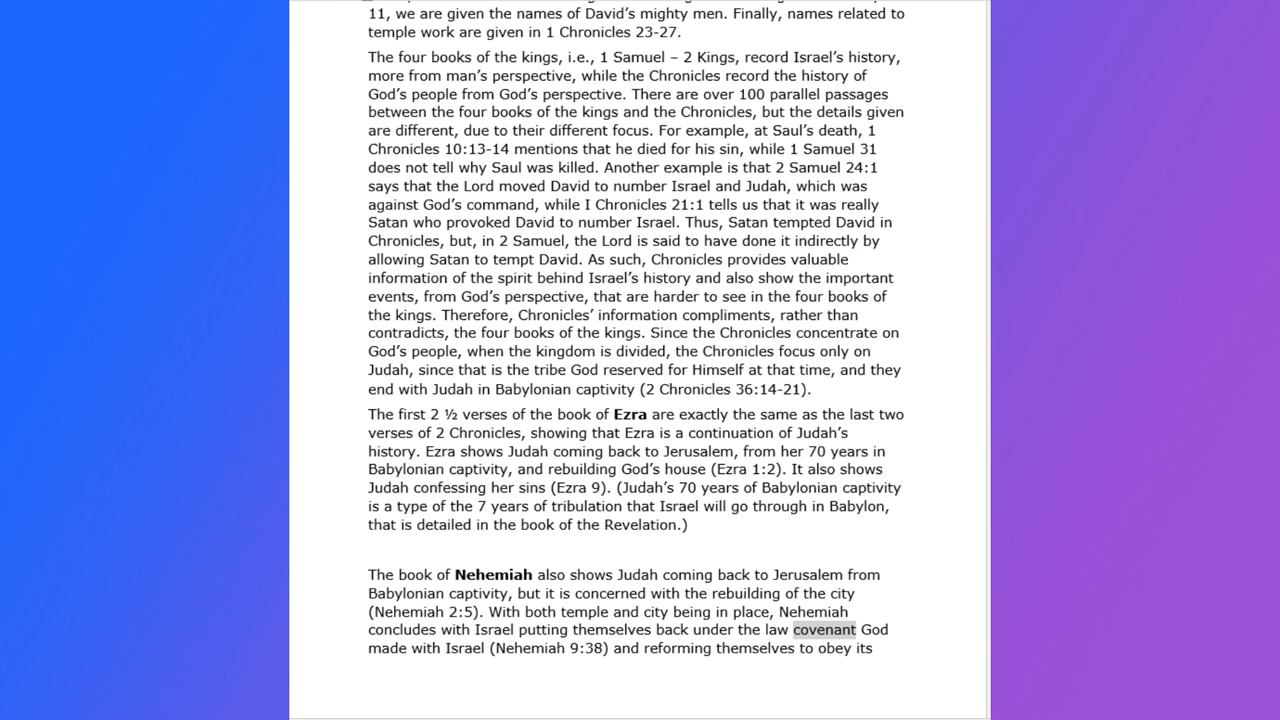 11, we are given the names of David’s mighty men. Finally, names related to
temple work are given in 1 Chronicles 23-27.
The four books of the kings, i.e., 1 Samuel – 2 Kings, record Israel’s history,
more from man’s perspective, while the Chronicles record the history of
God’s people from God’s perspective. There are over 100 parallel passages
between the four books of the kings and the Chronicles, but the details given
are different, due to their different focus. For example, at Saul’s death, 1
Chronicles 10:13-14 mentions that he died for his sin, while 1 Samuel 31
does not tell why Saul was killed. Another example is that 2 Samuel 24:1
says that the Lord moved David to number Israel and Judah, which was
against God’s command, while I Chronicles 21:1 tells us that it was really
Satan who provoked David to number Israel. Thus, Satan tempted David in
Chronicles, but, in 2 Samuel, the Lord is said to have done it indirectly by
allowing Satan to tempt David. As such, Chronicles provides valuable
information of the spirit behind Israel’s history and also show the important
events, from God’s perspective, that are harder to see in the four books of
the kings. Therefore, Chronicles’ information compliments, rather than
contradicts, the four books of the kings. Since the Chronicles concentrate on
God’s people, when the kingdom is divided, the Chronicles focus only on
Judah, since that is the tribe God reserved for Himself at that time, and they
end with Judah in Babylonian captivity (2 Chronicles 36:14-21).
The first 2 ½ verses of the book of Ezra are exactly the same as the last two
verses of 2 Chronicles, showing that Ezra is a continuation of Judah’s
history. Ezra shows Judah coming back to Jerusalem, from her 70 years in
Babylonian captivity, and rebuilding God’s house (Ezra 1:2). It also shows
Judah confessing her sins (Ezra 9). (Judah’s 70 years of Babylonian captivity
is a type of the 7 years of tribulation that Israel will go through in Babylon,
that is detailed in the book of the Revelation.)
The book of Nehemiah also shows Judah coming back to Jerusalem from
Babylonian captivity, but it is concerned with the rebuilding of the city
(Nehemiah 2:5). With both temple and city being in place, Nehemiah
concludes with Israel putting themselves back under the law covenant God
made with Israel (Nehemiah 9:38) and reforming themselves to obey its